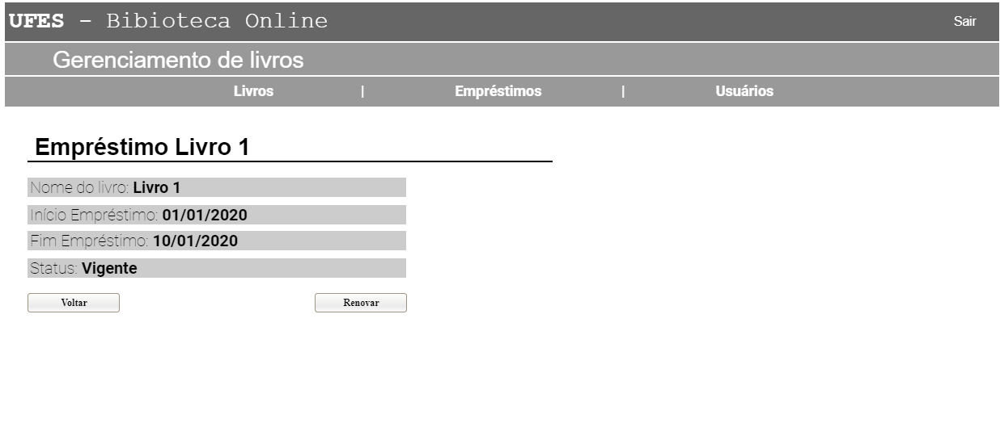 UFES - Bibioteca Online Sair
Gerenciamento de livros
Livros | Empréstimos | Usuários
Empréstimo Livro 1
Nome do livro: Livro 1
Início Empréstimo: 01/01/2020
Fim Empréstimo: 10/01/2020
Status: Vigente
Voltar Renovar